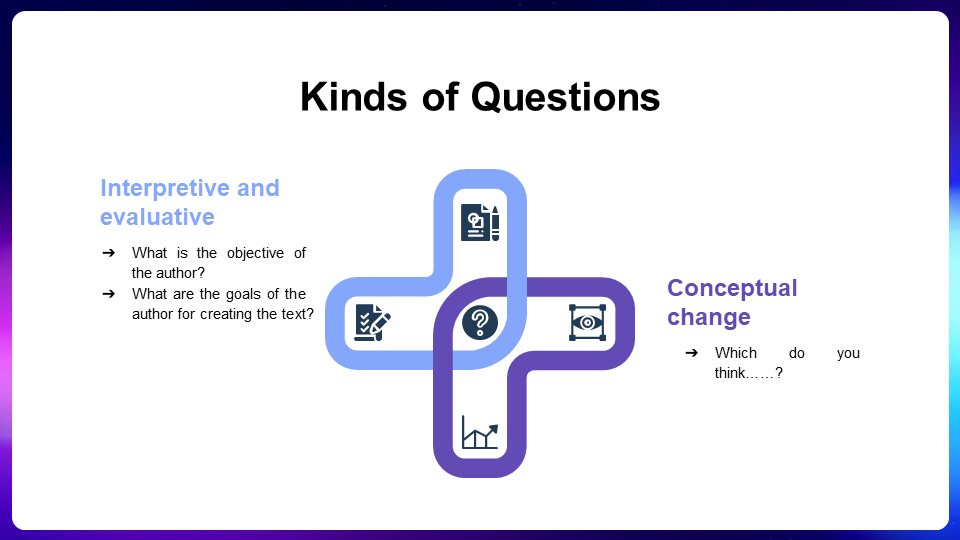 Kinds of Questions
Interpretive and
evaluative
➔ What is the objective of
the author?
➔ What are the goals of the
author for creating the text?
Conceptual
change
➔ Which do you
think……?